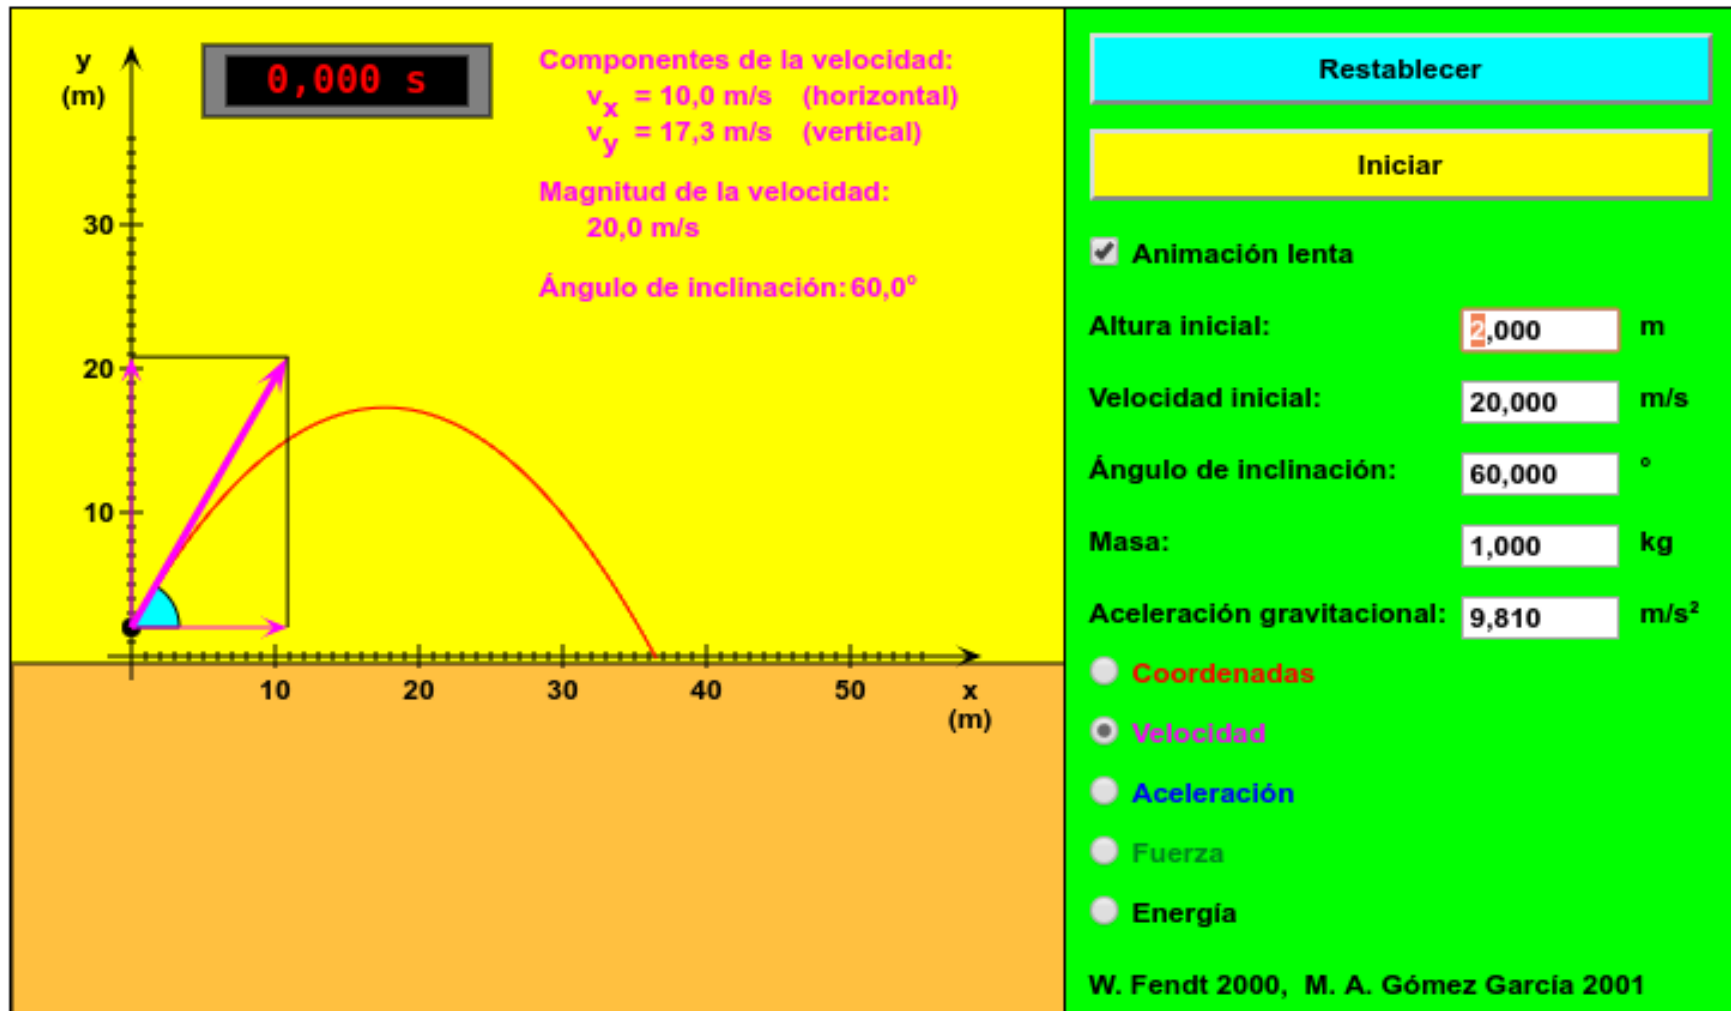 y
(m)
0,000 s
Componentes de la velocidad:
vx = 10,0 m/s (horizontal)
vy = 17,3 m/s (vertical)
Magnitud de la velocidad:
20,0 m/s
Ángulo de inclinación: 60,0°
30
20
10
10 20 30 40 50 x
(m)
Restablecer
Iniciar
Animación lenta
Altura inicial: 2,000 m
Velocidad inicial: 20,000 m/s
Ángulo de inclinación: 60,000 °
Masa: 1,000 kg
Aceleración gravitacional: 9,810 m/s²
Coordenadas
Velocidad
Aceleración
Fuerza
Energía
W. Fendt 2000, M. A. Gómez García 2001